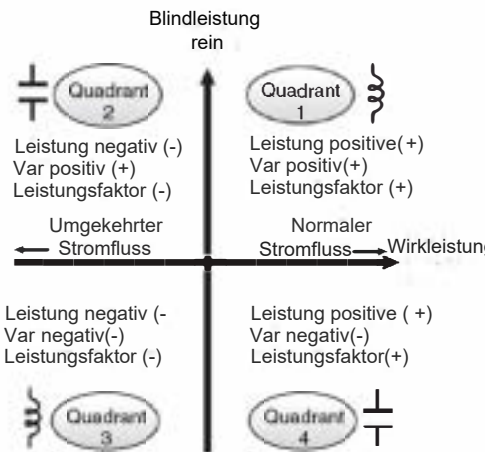 Blindleistung
rein
Quadrant
2
Quadrant
1
Leistung negativ (-)
Var positiv (+)
Leistungsfaktor (-)
Leistung positive(+)
Var positiv(+)
Leistungsfaktor (+)
Umgekehrter
Stromfluss
Normaler
Stromfluss
Wirkleistung
Leistung negativ (-
Var negativ(-)
Leistungsfaktor (-)
Leistung positive ( +)
Var negativ(-)
Leistungsfaktor(+)
Quadrant
3
Quadrant
4